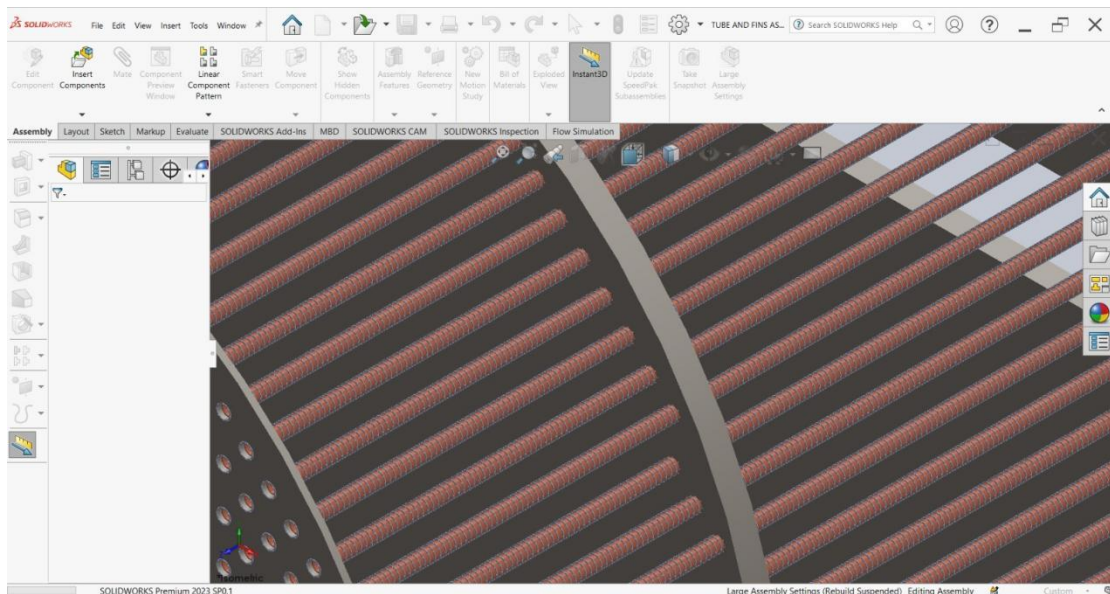 SOLIDWORKS File Edit View Insert Tools Window TUBE AND FINS AS... Search SOLIDWORKS Help
Edit Component
Insert Components
Mate
Component Preview Window
Linear Component Pattern
Smart Fasteners
Move Component
Show Hidden Components
Assembly Features
Reference Geometry
New Motion Study
Bill of Materials
Exploded View
Instant3D
Update SpeedPak Subassemblies
Take Snapshot
Large Assembly Settings
Assembly Layout Sketch Markup Evaluate SOLIDWORKS Add-Ins MBD SOLIDWORKS CAM SOLIDWORKS Inspection Flow Simulation
*Isometric
SOLIDWORKS Premium 2023 SP0.1 Large Assembly Settings (Rebuild Suspended) Editing Assembly Custom